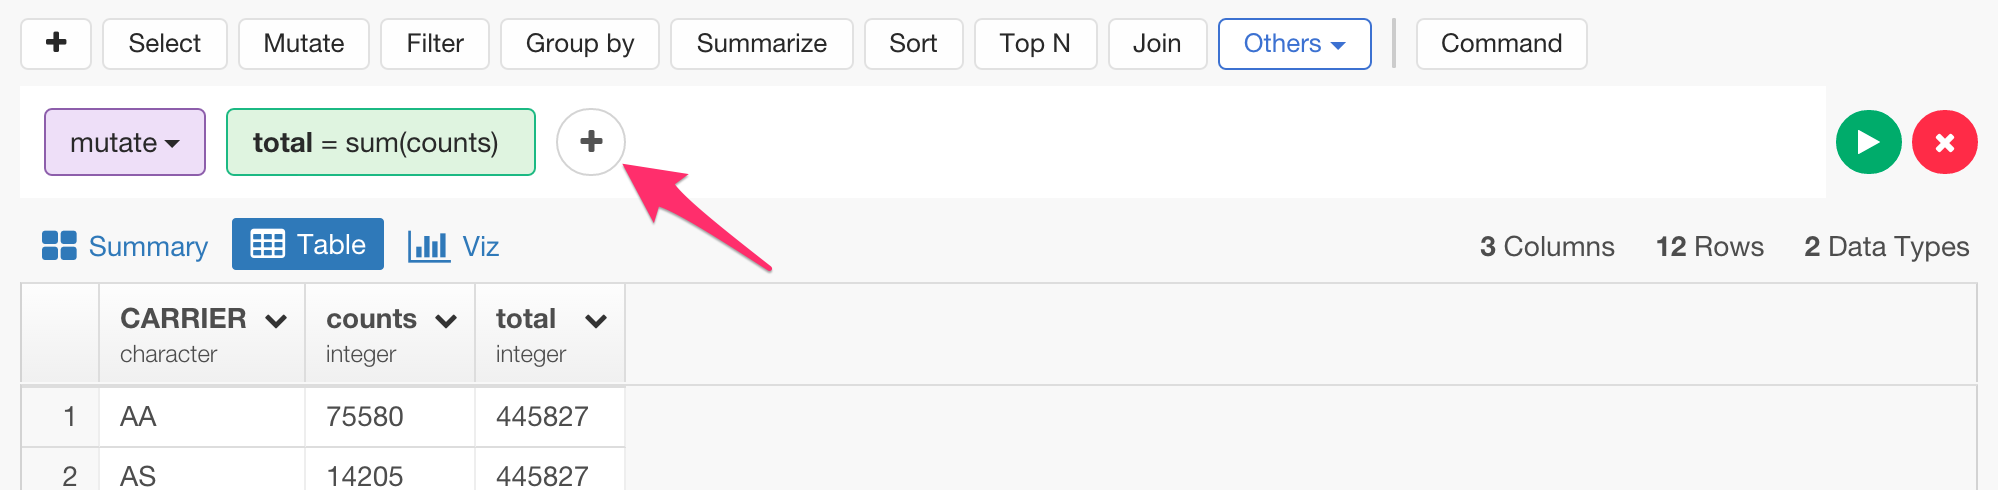 + Select Mutate Filter Group by Summarize Sort Top N Join Others Command
mutate total = sum(counts) +
Summary Table Viz 3 Columns 12 Rows 2 Data Types
CARRIER counts total
character integer integer
1 AA 75580 445827
2 AS 14205 445827